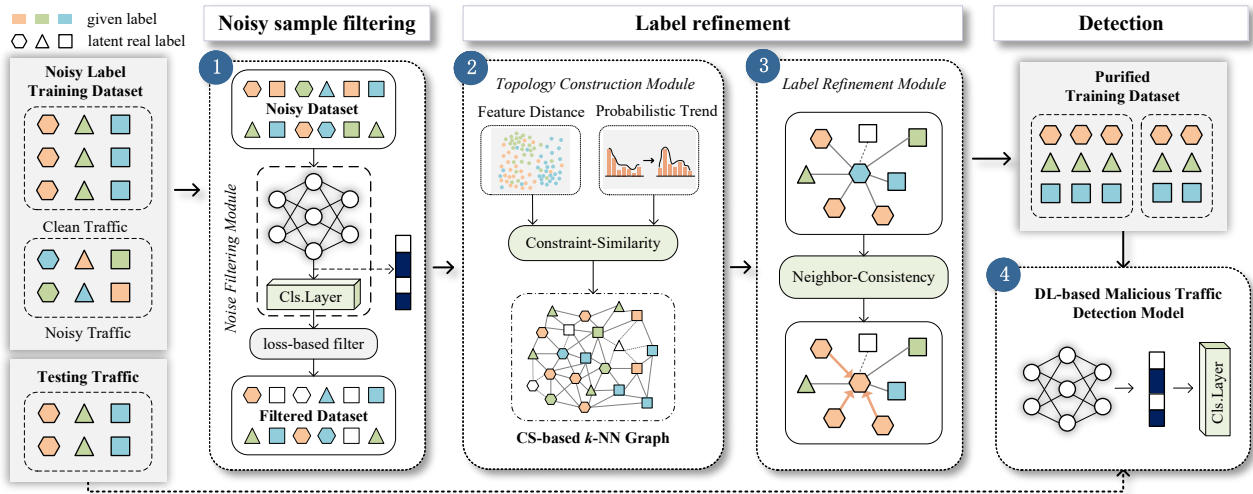 given label
latent real label
Noisy sample filtering
Label refinement
Detection
Noisy Label
Training Dataset
Clean Traffic
Noisy Traffic
Testing Traffic
1
Noise Filtering Module
Noisy Dataset
Cls.Layer
loss-based filter
Filtered Dataset
2
Topology Construction Module
Feature Distance
Probabilistic Trend
Constraint-Similarity
CS-based k-NN Graph
3
Label Refinement Module
Neighbor-Consistency
Purified
Training Dataset
4
DL-based Malicious Traffic
Detection Model
Cls.Layer